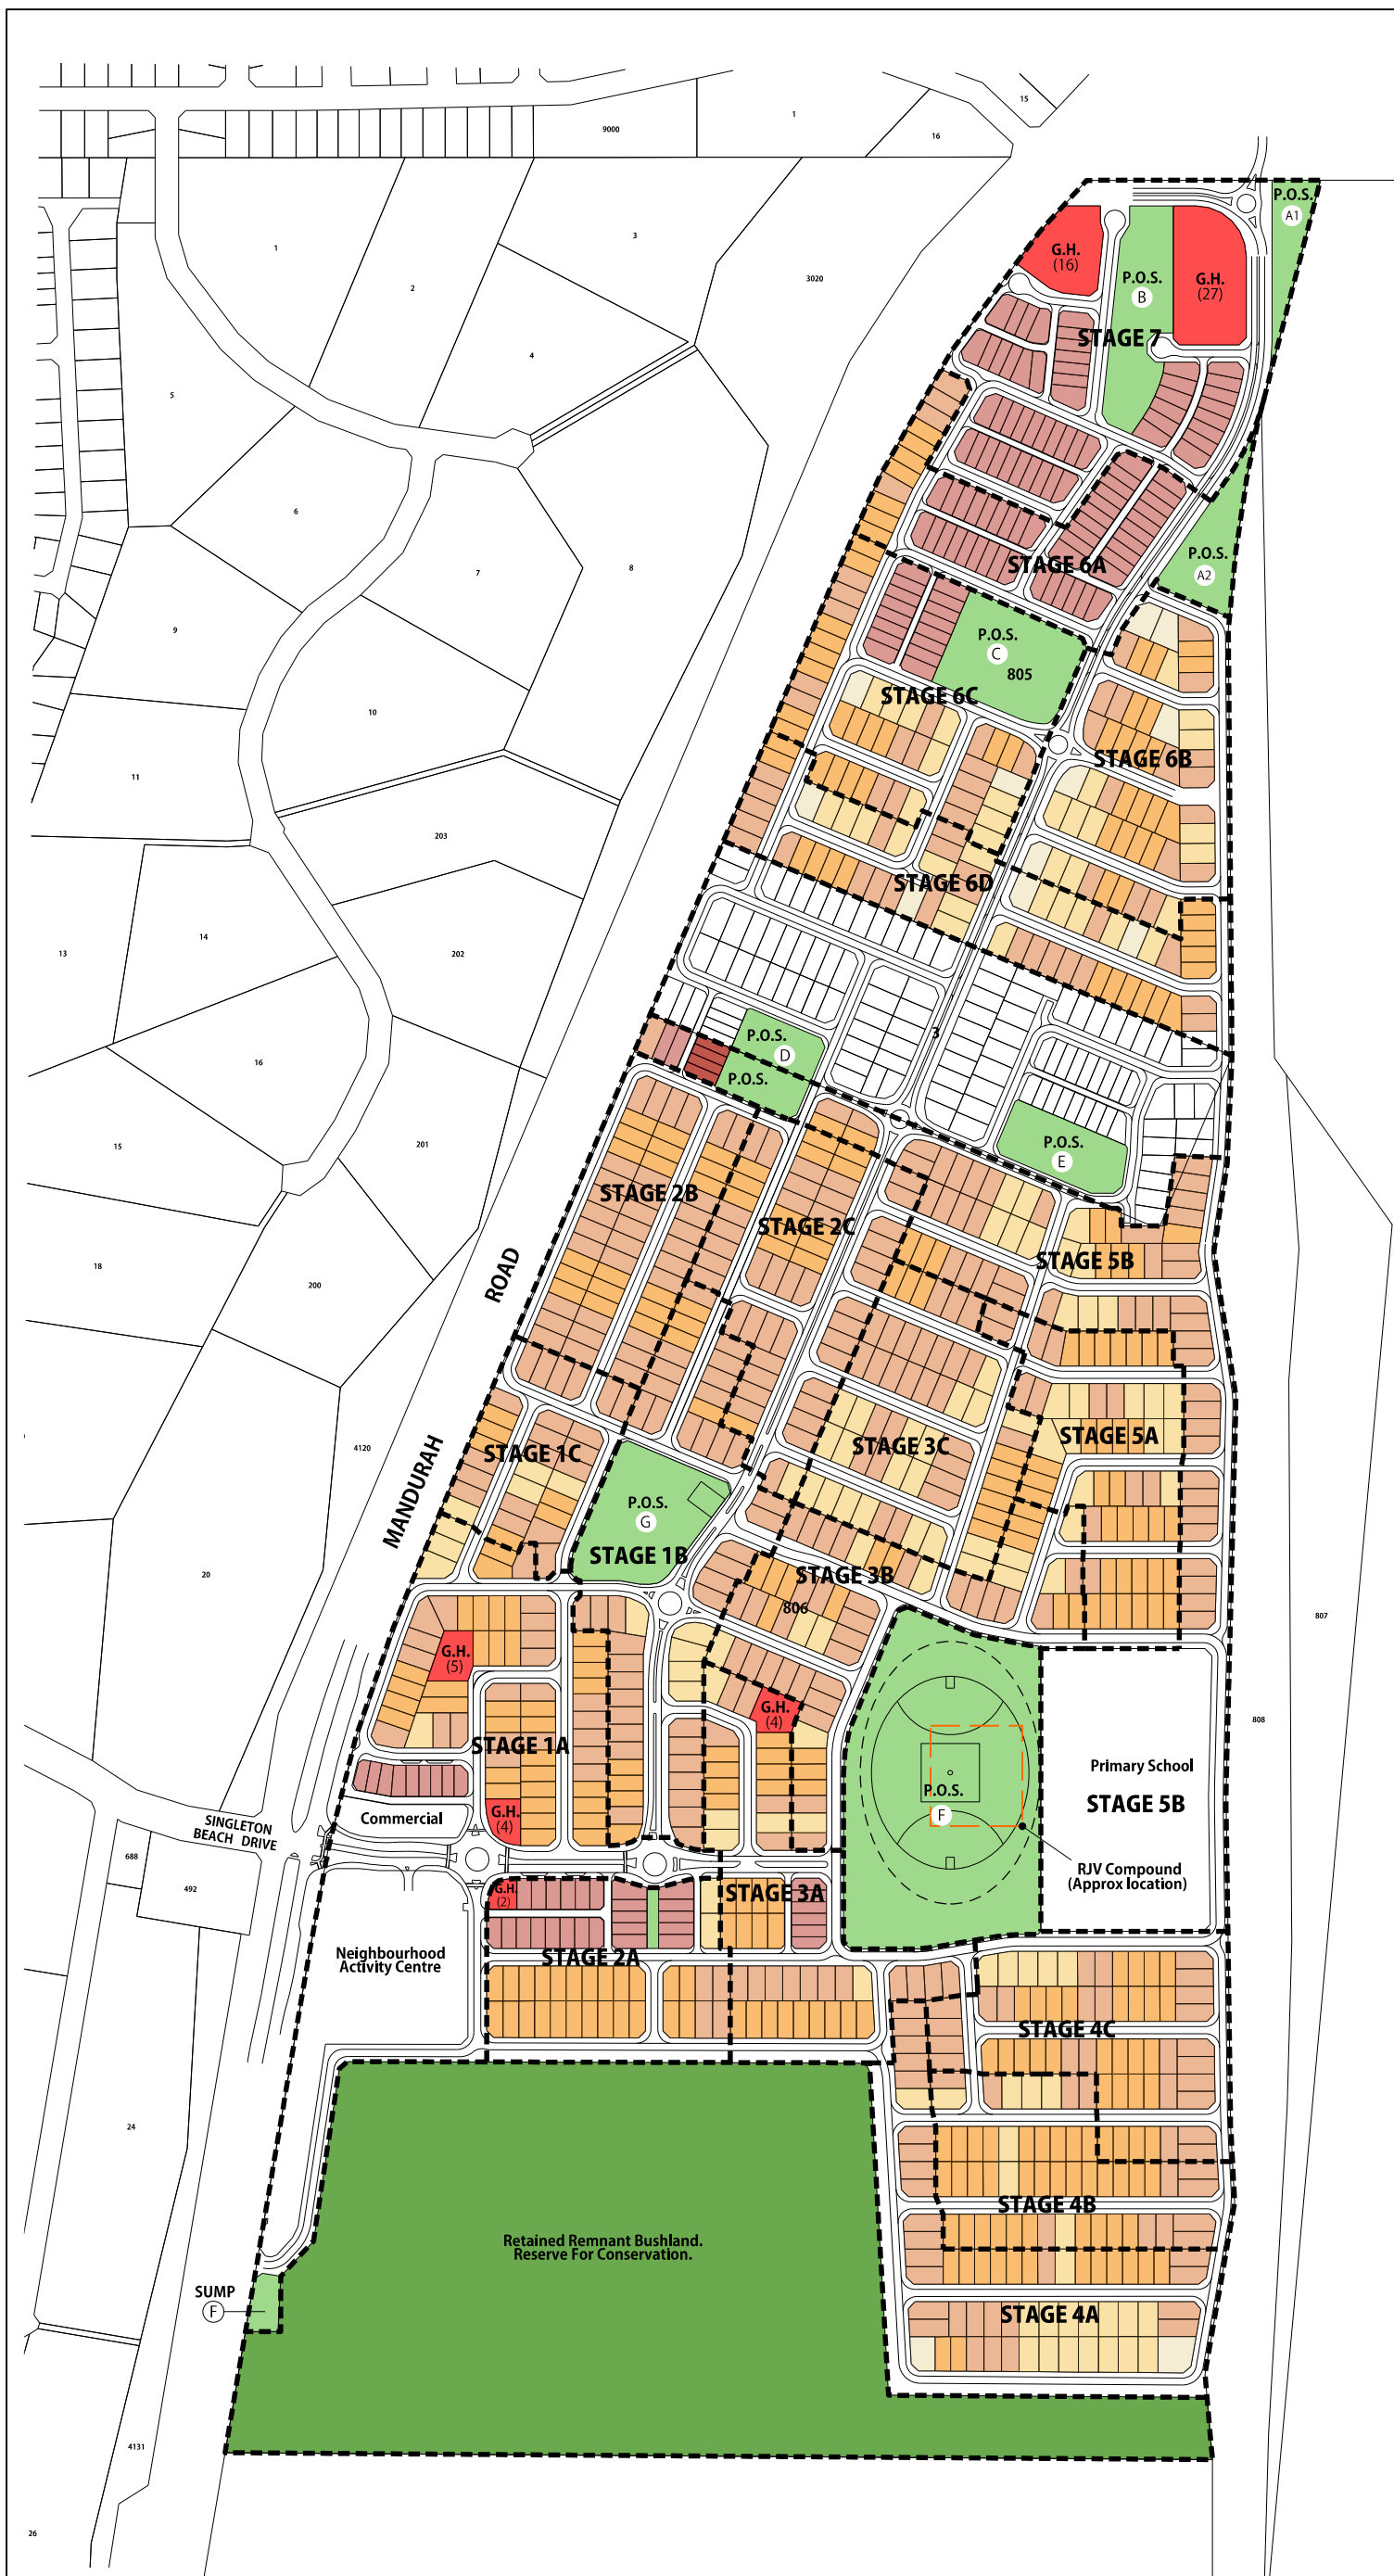 15
1
9000
16
P.O.S.
A1
3
1
3020
G.H.
(16)
P.O.S.
B
G.H.
(27)
2
STAGE 7
4
5
6
P.O.S.
A2
STAGE 6A
8
7
9
P.O.S.
C
805
STAGE 6C
10
STAGE 6B
11
203
STAGE 6D
14
13
202
3
P.O.S.
D
16
P.O.S.
15
201
P.O.S.
E
STAGE 2B
STAGE 2C
STAGE 5B
18
200
ROAD
STAGE 5A
STAGE 3C
4120
STAGE 1C
MANDURAH
P.O.S.
G
STAGE 1B
20
STAGE 3B
806
807
G.H.
(5)
G.H.
(4)
808
STAGE 1A
Primary School
P.O.S.
F
STAGE 5B
Commercial
G.H.
(4)
SINGLETON
BEACH DRIVE
688
RJV Compound
(Approx location)
492
G.H.
(2)
STAGE 3A
Neighbourhood
Activity Centre
STAGE 2A
STAGE 4C
24
STAGE 4B
Retained Remnant Bushland.
Reserve For Conservation.
SUMP
F
STAGE 4A
4131
26